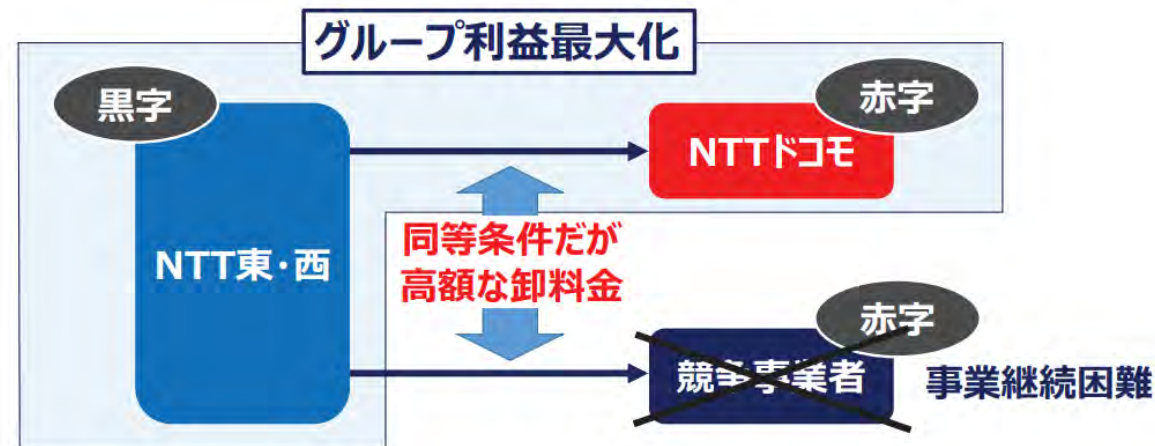 グループ利益最大化
黒字
赤字
NTTドコモ
NTT東・西
同等条件だが
高額な卸料金
赤字
競争事業者
事業継続困難